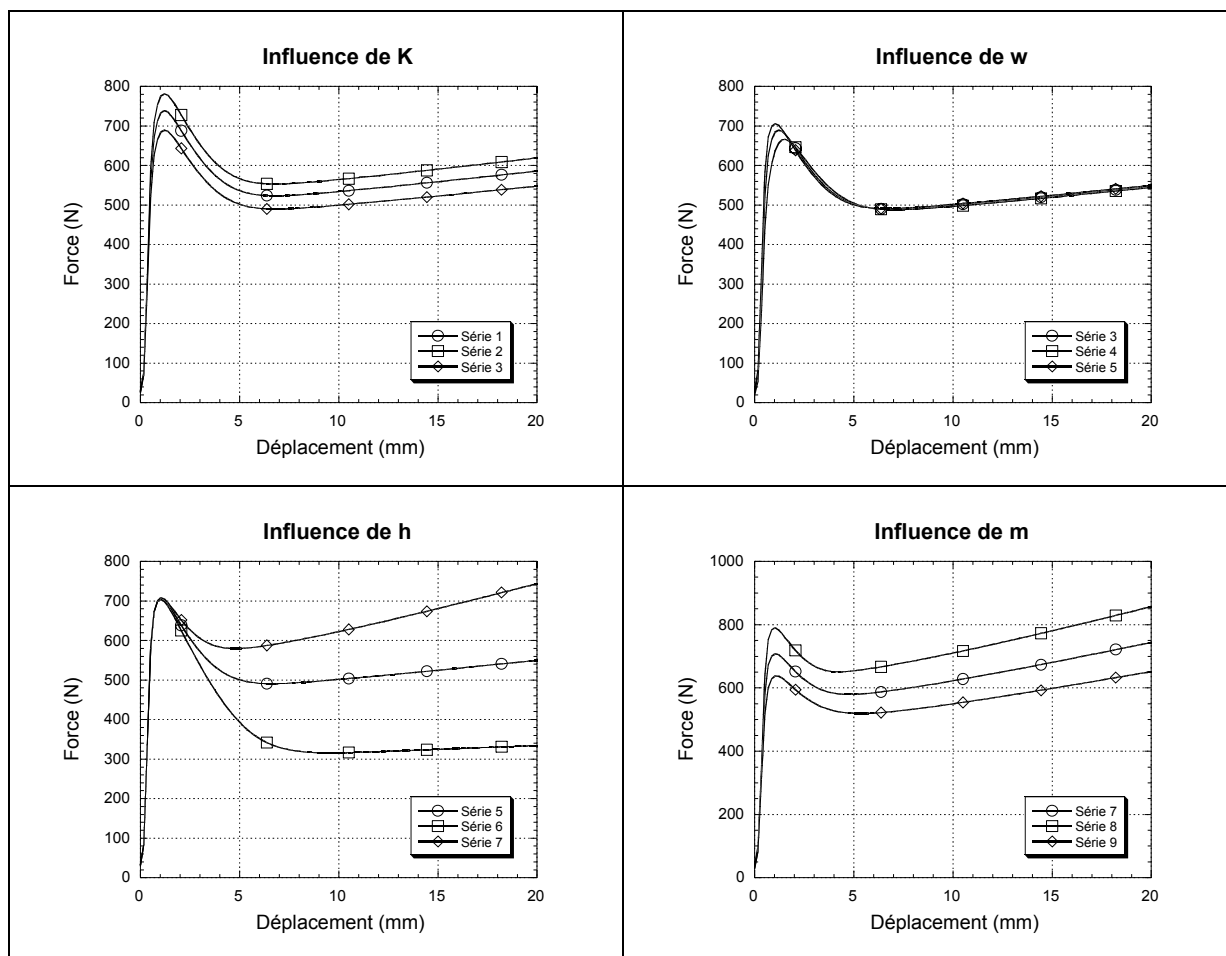 Influence de K
800
700
600
500
400
300
200
100
0
Force (N)
Série 1
Série 2
Série 3
0 5 10 15 20
Déplacement (mm)
Influence de w
800
700
600
500
400
300
200
100
0
Force (N)
Série 3
Série 4
Série 5
0 5 10 15 20
Déplacement (mm)
Influence de h
800
700
600
500
400
300
200
100
0
Force (N)
Série 5
Série 6
Série 7
0 5 10 15 20
Déplacement (mm)
Influence de m
1000
800
600
400
200
0
Force (N)
Série 7
Série 8
Série 9
0 5 10 15 20
Déplacement (mm)